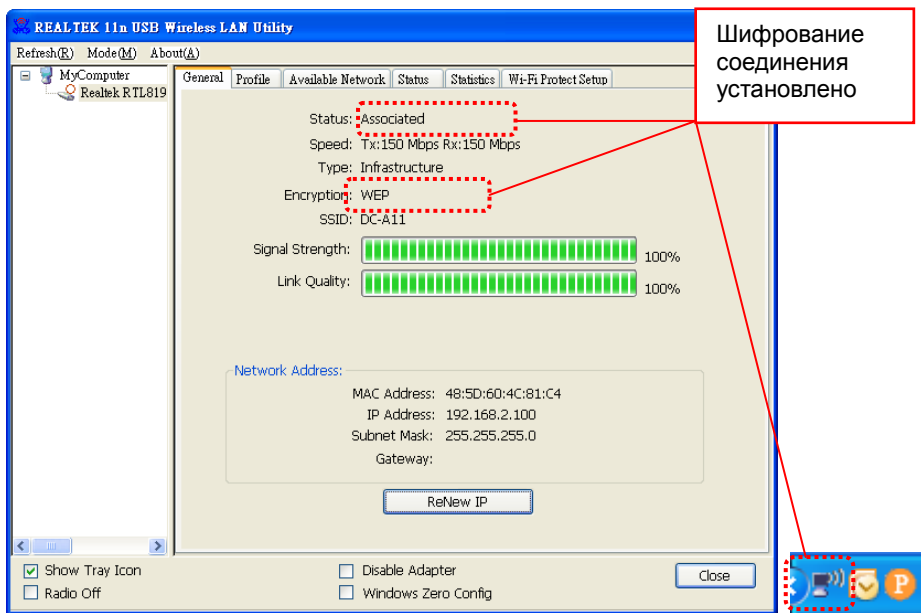 REALTEK 11n USB Wireless LAN Utility
Refresh(R) Mode(M) About(A)
MyComputer
Realtek RTL819
General Profile Available Network Status Statistics Wi-Fi Protect Setup
Status: Associated
Speed: Tx:150 Mbps Rx:150 Mbps
Type: Infrastructure
Encryption: WEP
SSID: DC-A11
Signal Strength: 100%
Link Quality: 100%
Network Address:
MAC Address: 48:5D:60:4C:81:C4
IP Address: 192.168.2.100
Subnet Mask: 255.255.255.0
Gateway:
ReNew IP
Show Tray Icon
Radio Off
Disable Adapter
Windows Zero Config
Close
Шифрование
соединения
установлено
P